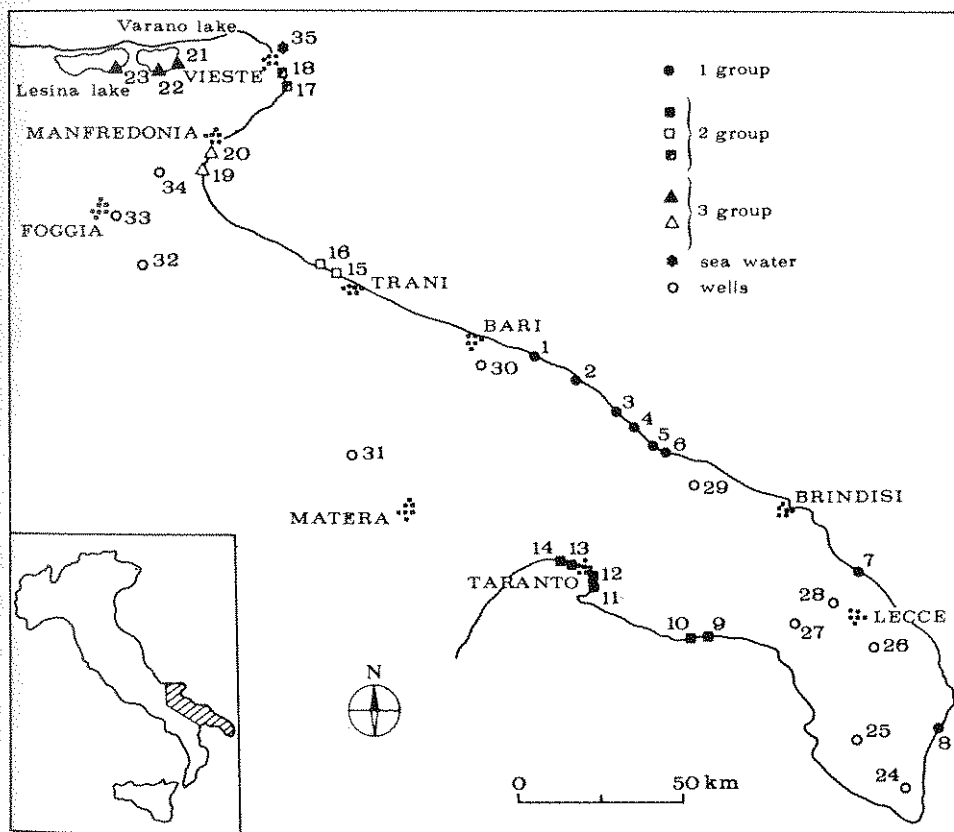 Varano lake
35
21
18
23
VIESTE
22
17
Lesina lake
1 group
MANFREDONIA
2 group
20
19
34
3 group
33
FOGGIA
sea water
32
16
15
wells
TRANI
BARI
1
30
2
3
4
5
6
31
29
MATERA
BRINDISI
14
13
7
TARANTO
12
11
28
LECCE
10
9
27
26
N
25
8
24
0
50 km